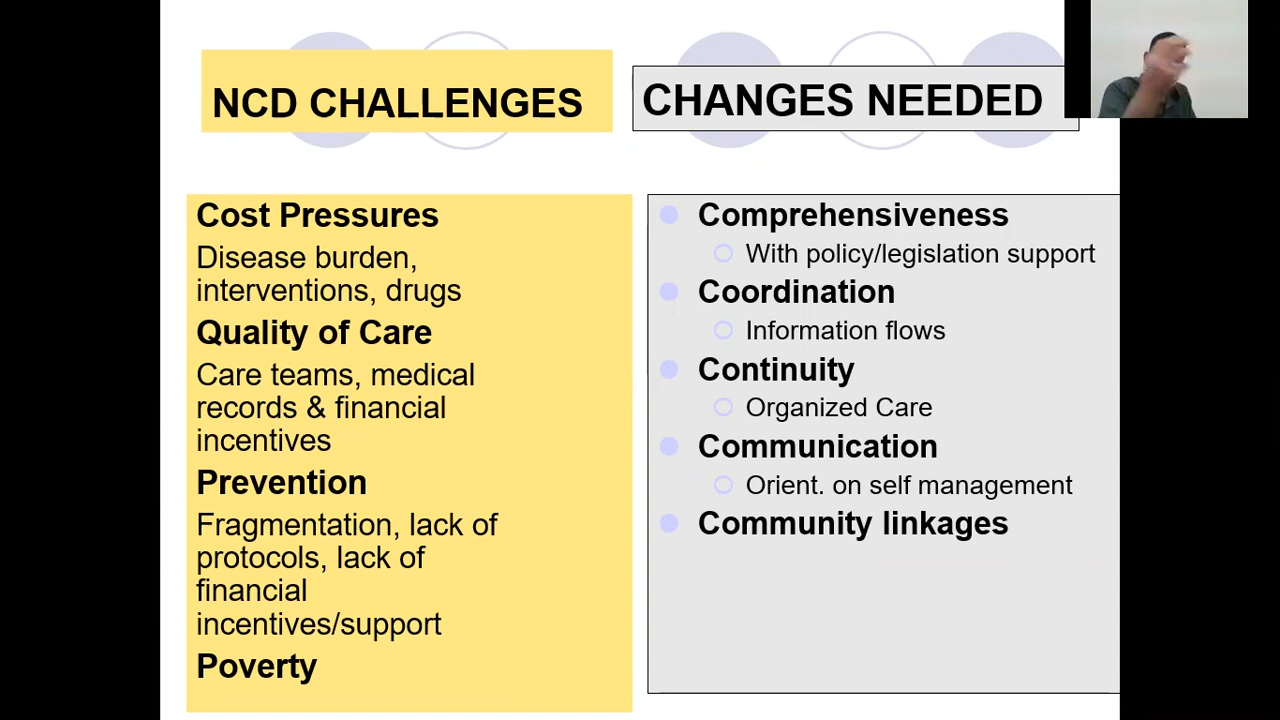 NCD CHALLENGES
CHANGES NEEDED
Cost Pressures
Disease burden,
interventions, drugs
Quality of Care
Care teams, medical
records & financial
incentives
Prevention
Fragmentation, lack of
protocols, lack of
financial
incentives/support
Poverty
Comprehensiveness
With policy/legislation support
Coordination
Information flows
Continuity
Organized Care
Communication
Orient. on self management
Community linkages